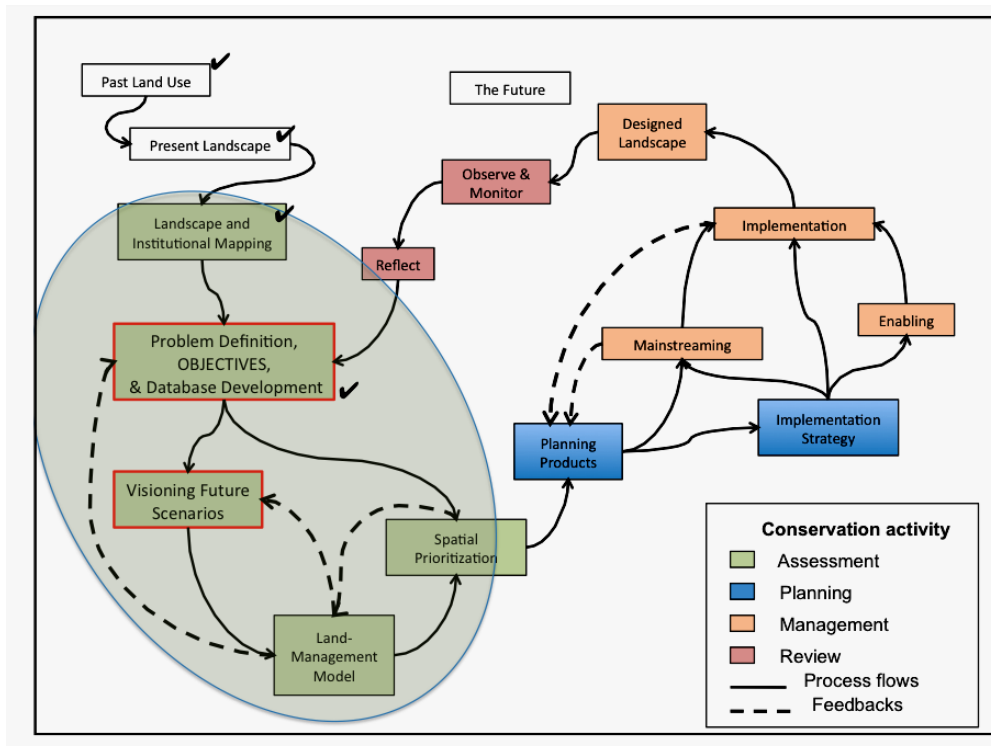 Past Land Use
The Future
Present Landscape
Designed
Landscape
Observe &
Monitor
Landscape and
Institutional Mapping
Implementation
Reflect
Enabling
Problem Definition,
OBJECTIVES,
& Database Development
Mainstreaming
Implementation
Strategy
Planning
Products
Visioning Future
Scenarios
Spatial
Prioritization
Land-
Management
Model
Conservation activity
Assessment
Planning
Management
Review
Process flows
Feedbacks